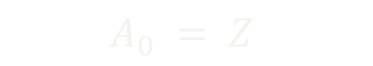 A₀ = Z